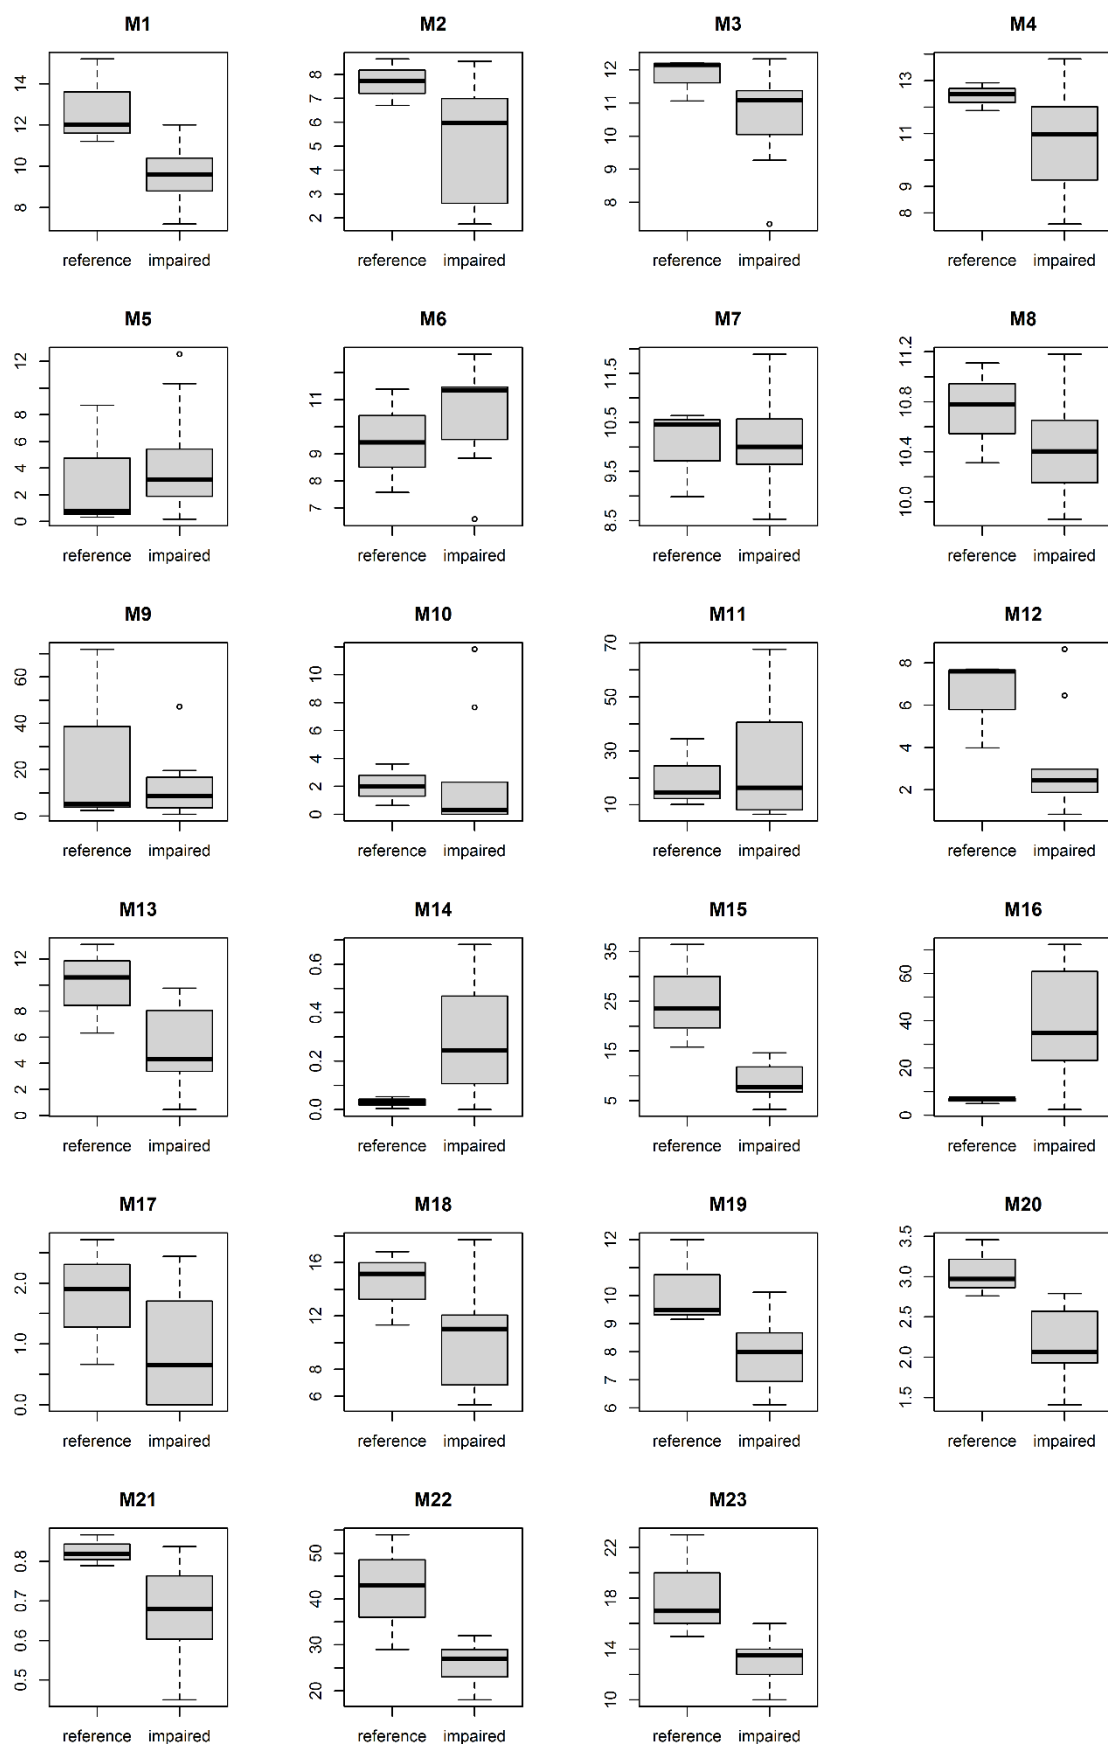 M1 M2 M3 M4
14 8 12 13
12 7 11 11
10 6 10 9
8 5 9 8
4 8
3
2
reference impaired reference impaired reference impaired reference impaired
M5 M6 M7 M8
12 11 11.5 11.2
8 9 10.5 10.8
6 7 9.5 10.4
4 8.5 10.0
2
0
reference impaired reference impaired reference impaired reference impaired
M9 M10 M11 M12
60 10 70 8
40 8 50 6
20 6 30 4
0 4 10 2
2
0
reference impaired reference impaired reference impaired reference impaired
M13 M14 M15 M16
12 0.6 35 60
8 0.4 25 40
6 0.2 15 20
4 0.0 5 0
2
0
reference impaired reference impaired reference impaired reference impaired
M17 M18 M19 M20
2.0 16 12 3.5
1.0 12 10 3.0
0.0 8 9 2.5
6 8 2.0
7 1.5
6
reference impaired reference impaired reference impaired reference impaired
M21 M22 M23
0.8 50 22
0.7 40 18
0.6 30 14
0.5 20 10
reference impaired reference impaired reference impaired